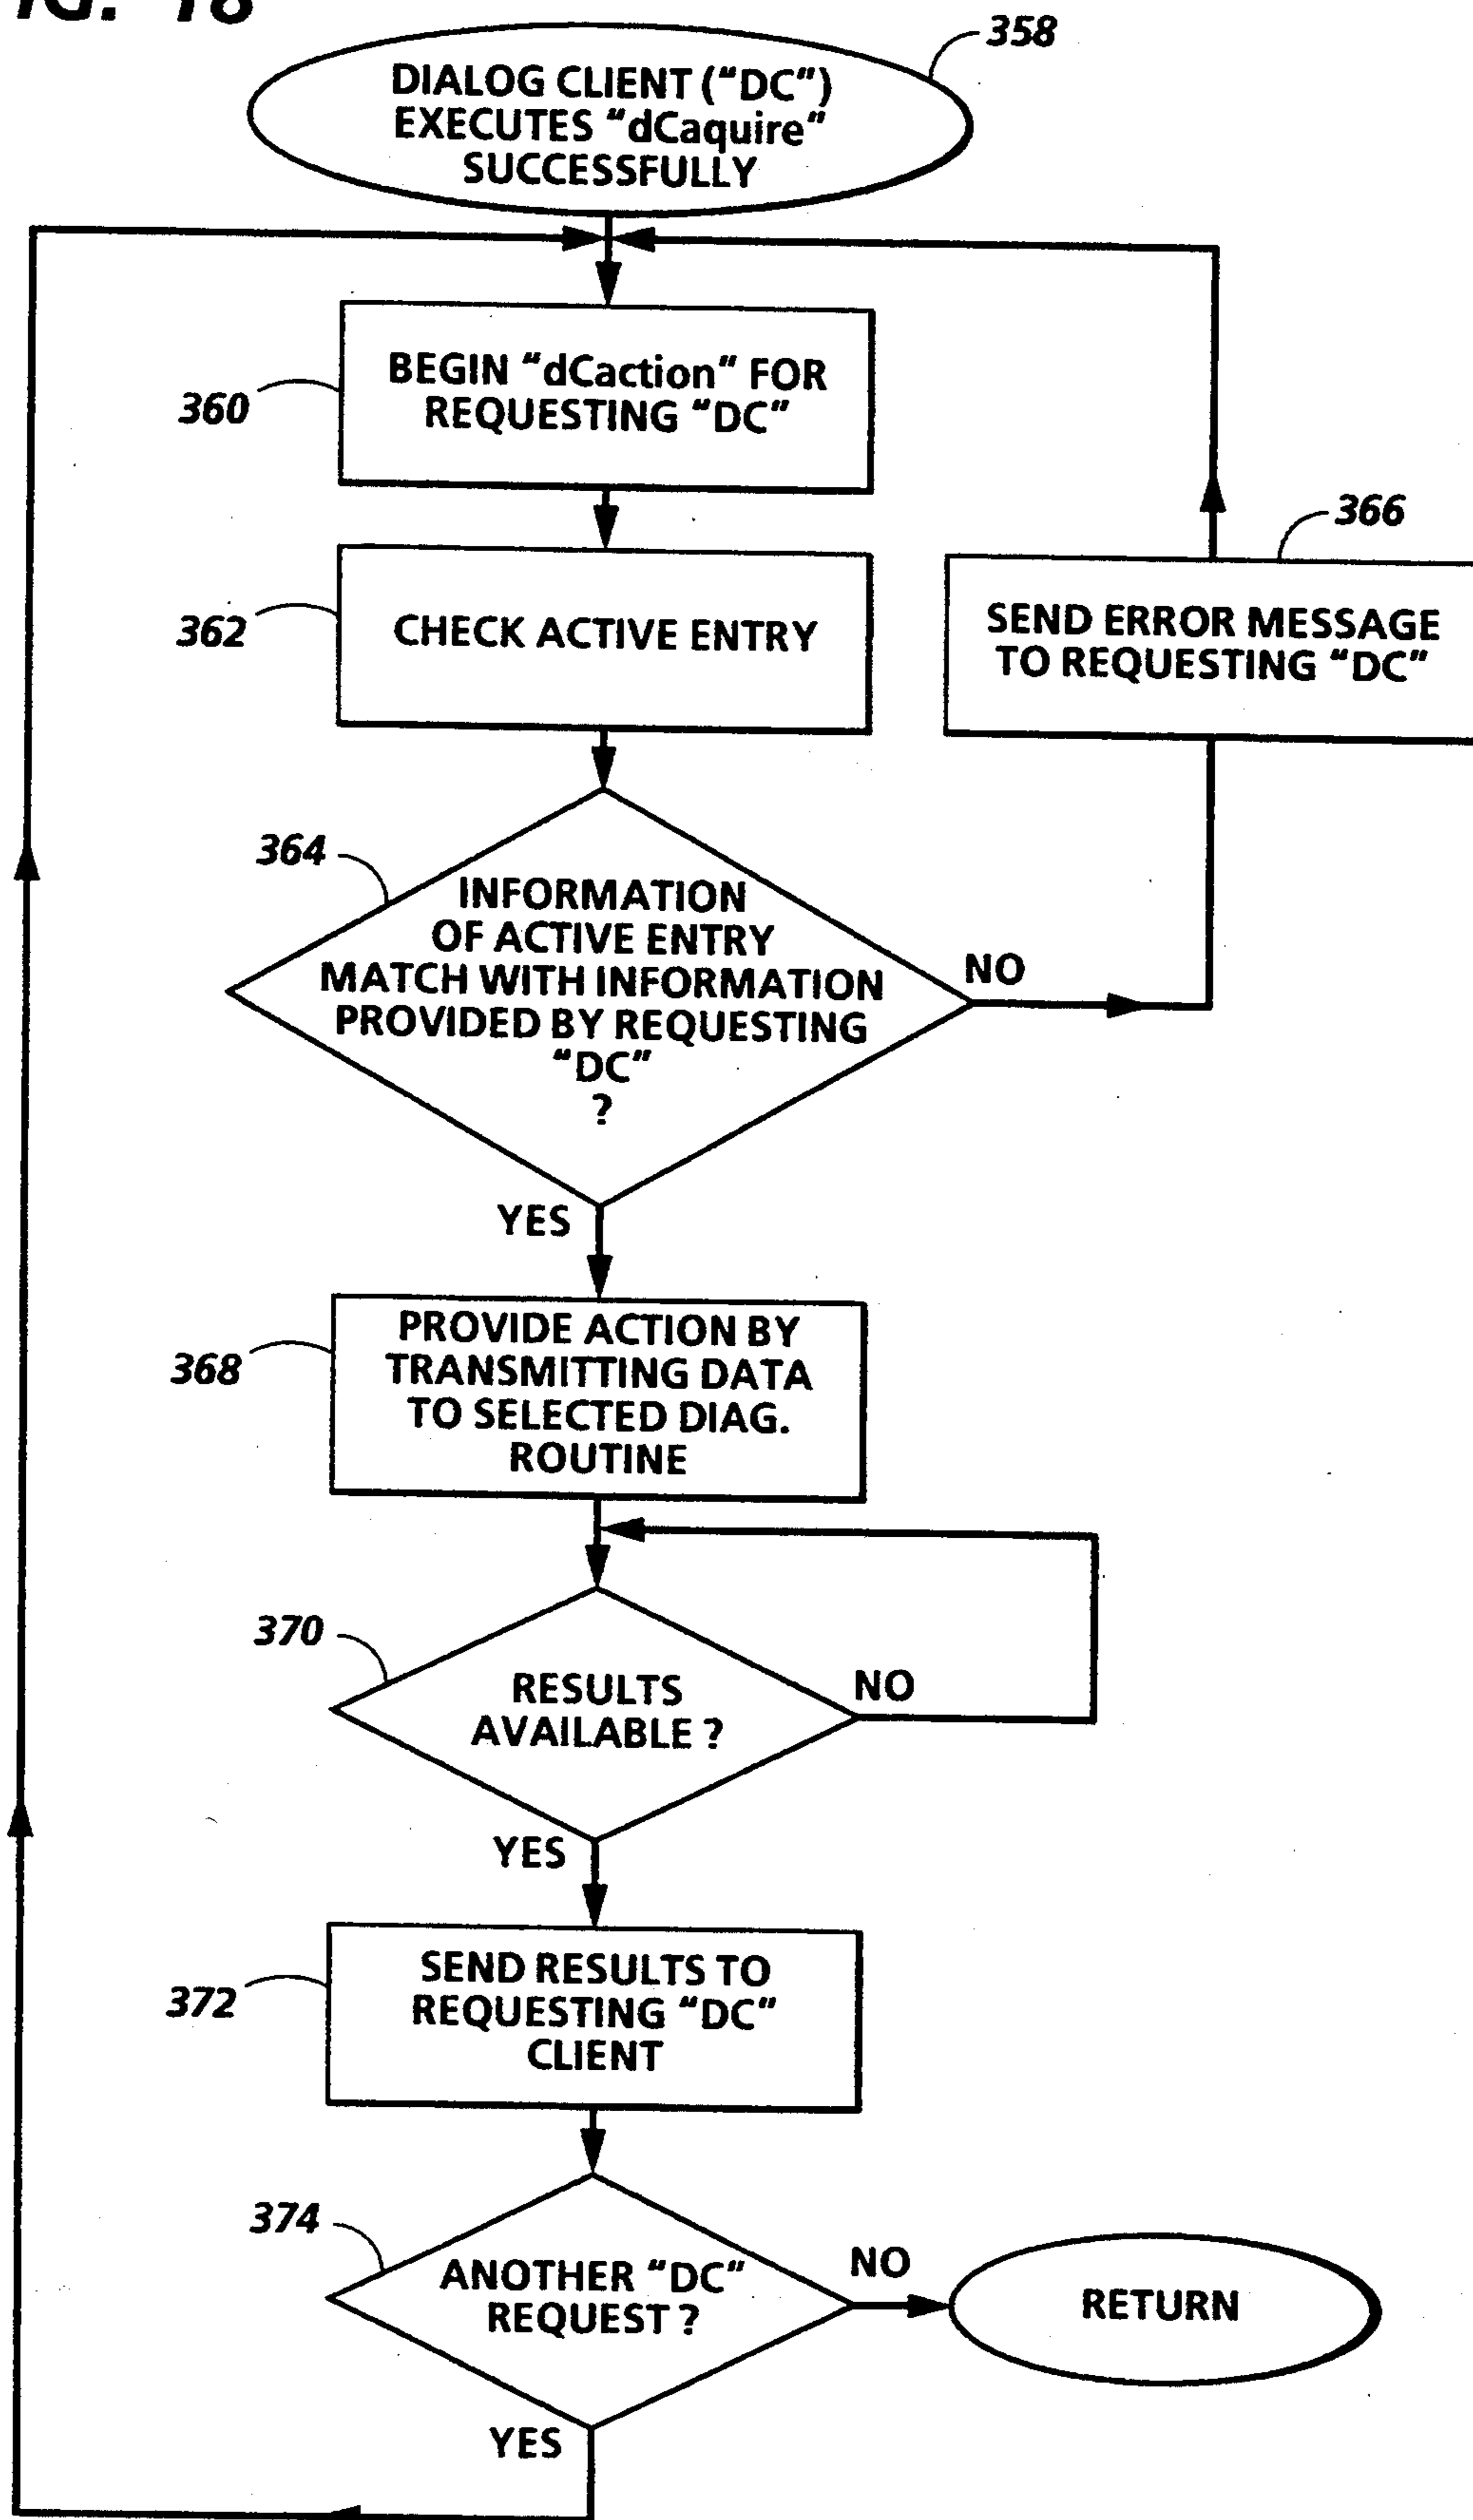 FIG. 18
358
DIALOG CLIENT ("DC")
EXECUTES "dCaquire"
SUCCESSFULLY
BEGIN "dCaction" FOR
REQUESTING "DC"
360
366
CHECK ACTIVE ENTRY
362
SEND ERROR MESSAGE
TO REQUESTING "DC"
364
INFORMATION
OF ACTIVE ENTRY
MATCH WITH INFORMATION
PROVIDED BY REQUESTING
"DC"
?
NO
YES
PROVIDE ACTION BY
TRANSMITTING DATA
TO SELECTED DIAG.
ROUTINE
368
370
RESULTS
AVAILABLE ?
NO
YES
SEND RESULTS TO
REQUESTING "DC"
CLIENT
372
374
ANOTHER "DC"
REQUEST ?
NO
RETURN
YES